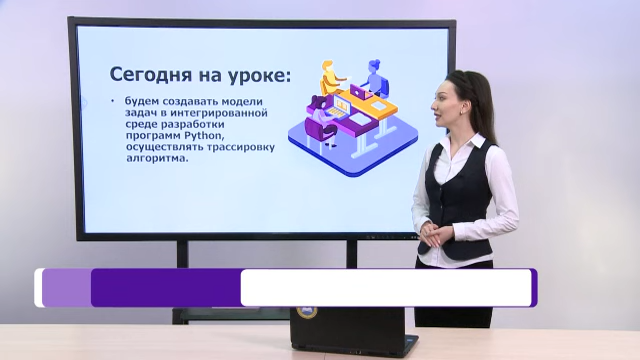 Сегодня на уроке:
• будем создавать модели
задач в интегрированной
среде разработки
программ Python,
осуществлять трассировку
алгоритма.